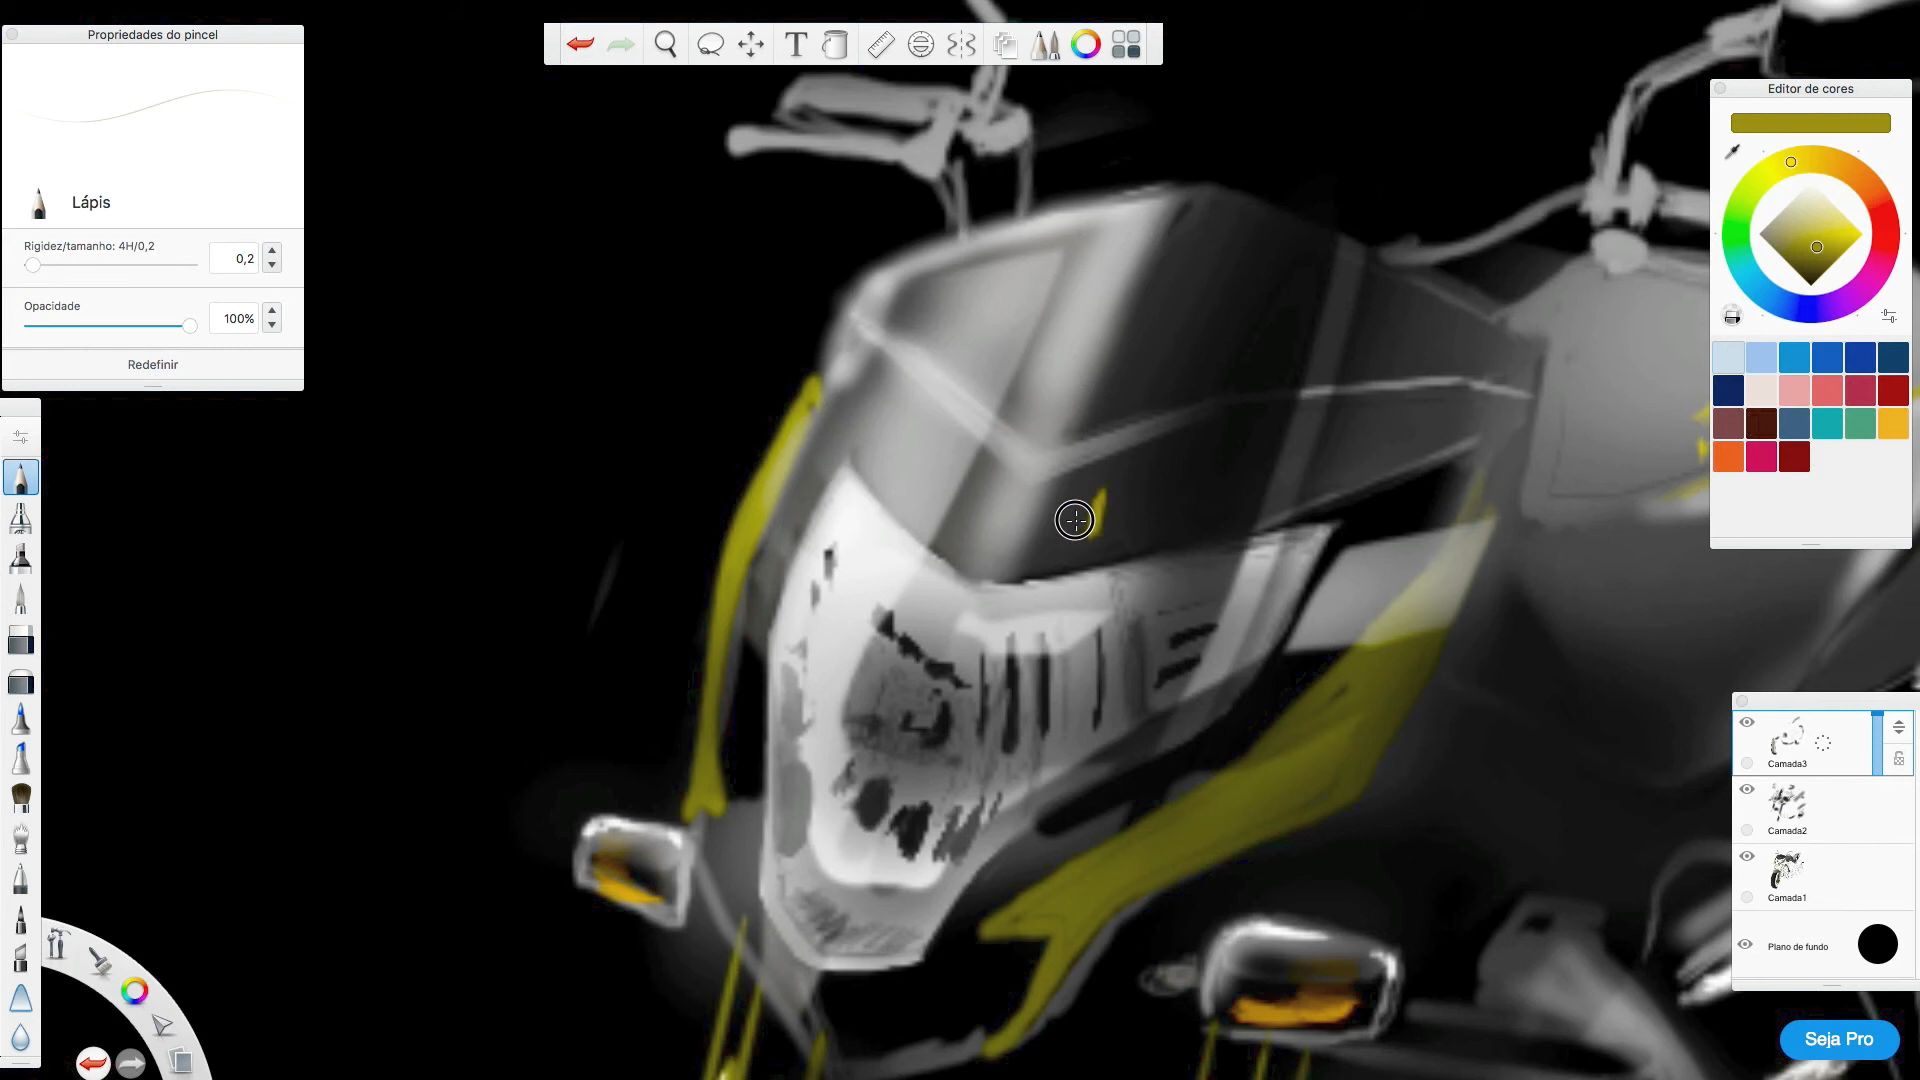 Propriedades do pincel
Lápis
Rigidez/tamanho: 4H/0,2
0,2
Opacidade
100%
Redefinir
T
Editor de cores
Camada3
Camada2
Camada1
Plano de fundo
Seja Pro